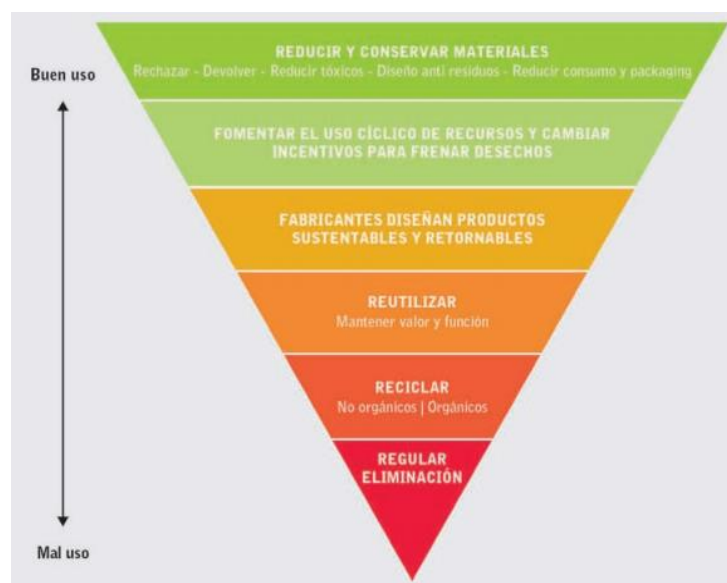 REDUCIR Y CONSERVAR MATERIALES
Rechazar - Devolver - Reducir tóxicos - Diseño anti residuos - Reducir consumo y packaging
Buen uso
FOMENTAR EL USO CÍCLICO DE RECURSOS Y CAMBIAR
INCENTIVOS PARA FRENAR DESECHOS
FABRICANTES DISEÑAN PRODUCTOS
SUSTENTABLES Y RETORNABLES
REUTILIZAR
Mantener valor y función
RECICLAR
No orgánicos | Orgánicos
REGULAR
ELIMINACIÓN
Mal uso